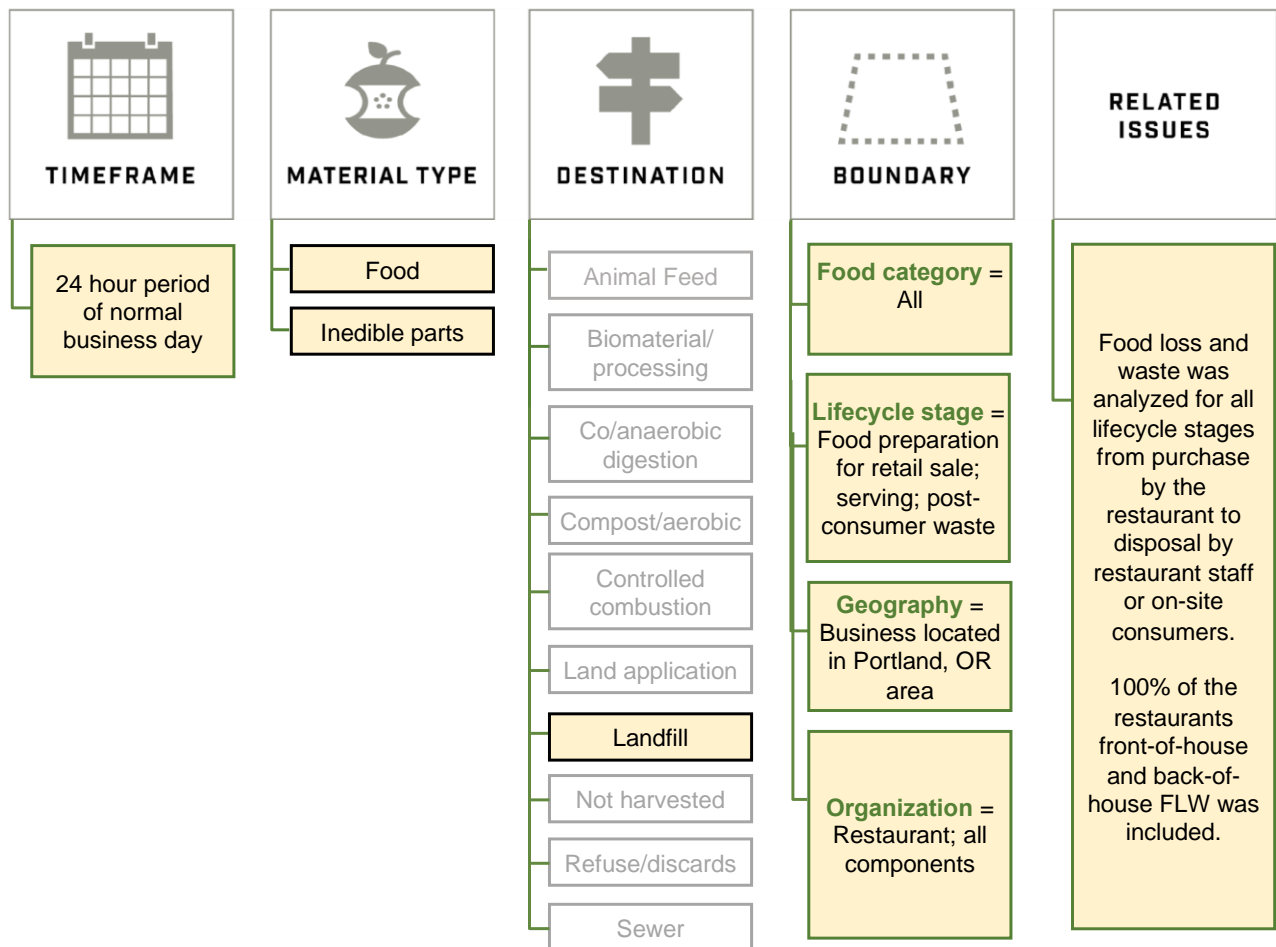 TIMEFRAME
24 hour period
of normal
business day
MATERIAL TYPE
Food
Inedible parts
DESTINATION
Animal Feed
Biomaterial/
processing
Co/anaerobic
digestion
Compost/aerobic
Controlled
combustion
Land application
Landfill
Not harvested
Refuse/discards
Sewer
BOUNDARY
Food category =
All
Lifecycle stage =
Food preparation
for retail sale;
serving; post-
consumer waste
Geography =
Business located
in Portland, OR
area
Organization =
Restaurant; all
components
RELATED
ISSUES
Food loss and
waste was
analyzed for all
lifecycle stages
from purchase
by the
restaurant to
disposal by
restaurant staff
or on-site
consumers.
100% of the
restaurants
front-of-house
and back-of-
house FLW was
included.